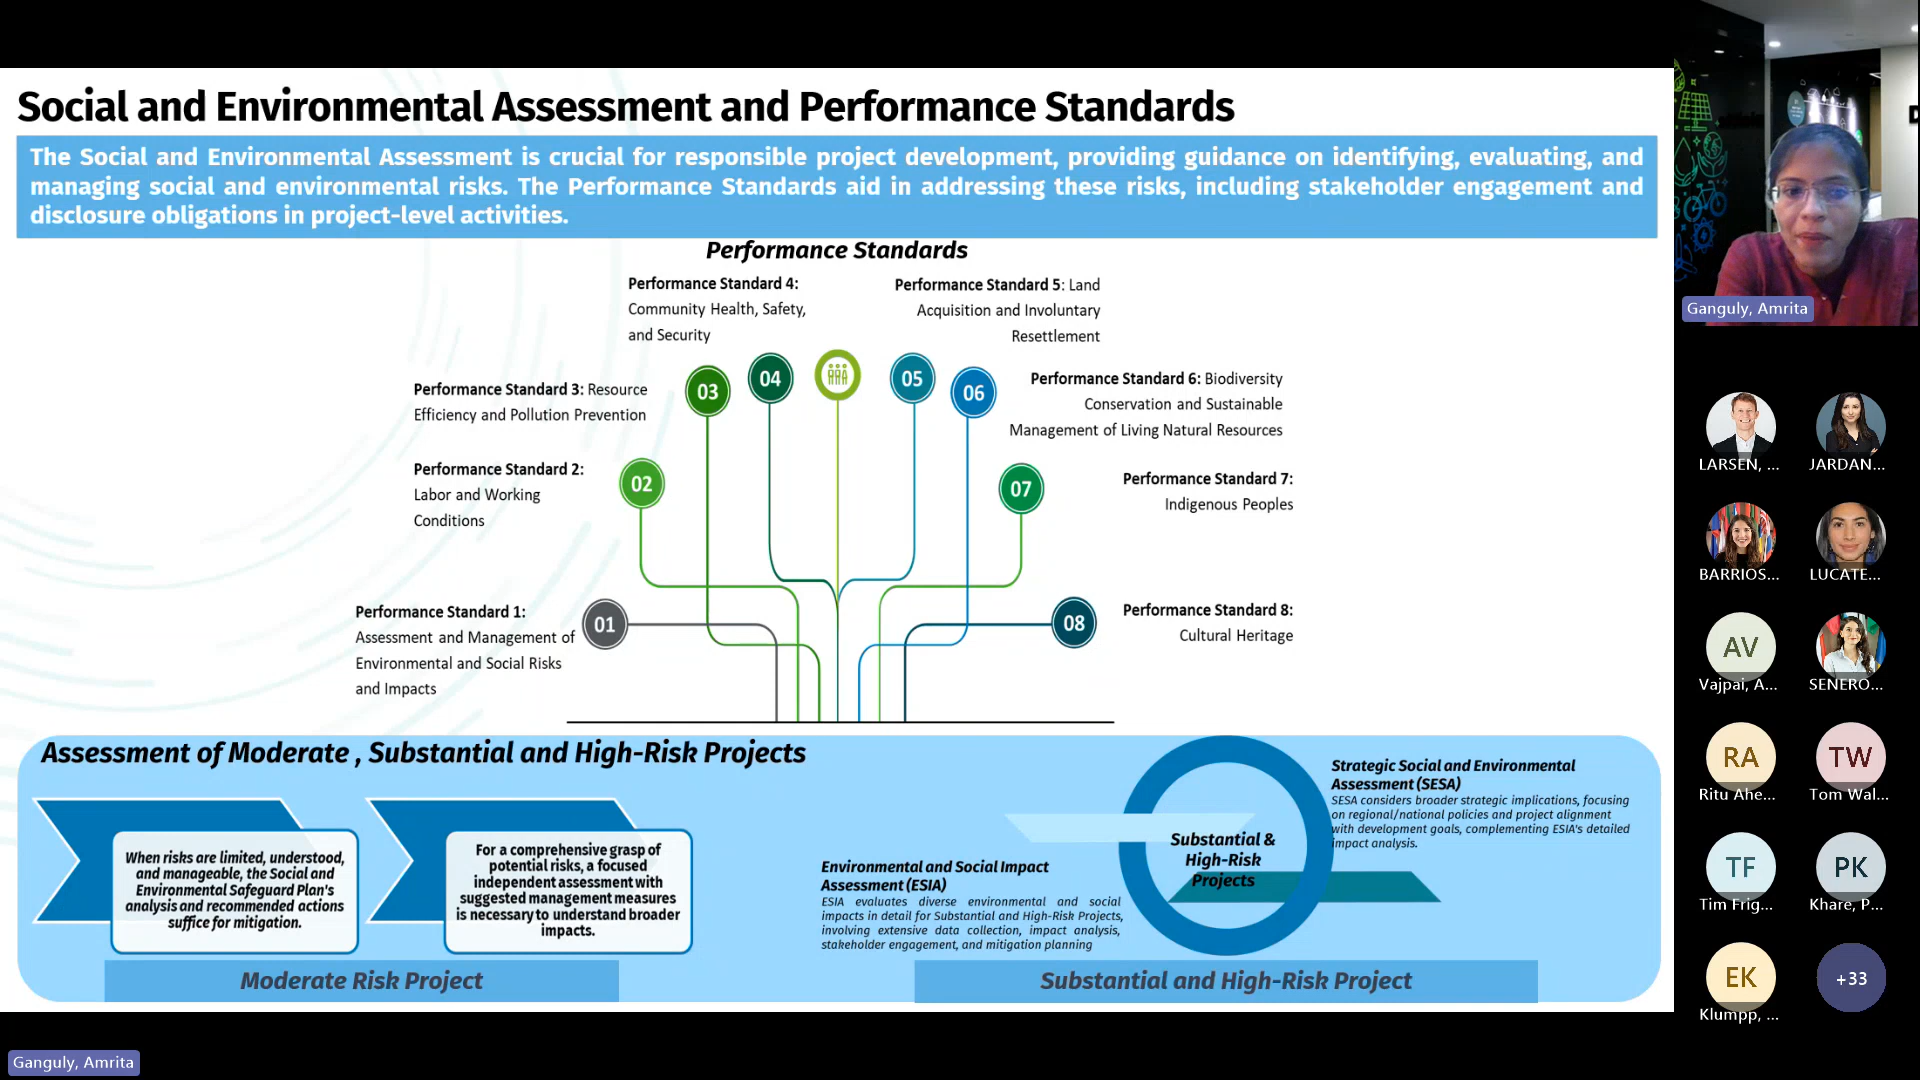 Social and Environmental Assessment and Performance Standards
The Social and Environmental Assessment is crucial for responsible project development, providing guidance on identifying, evaluating, and
managing social and environmental risks. The Performance Standards aid in addressing these risks, including stakeholder engagement and
disclosure obligations in project-level activities.
Performance Standards
Performance Standard 4:
Community Health, Safety,
and Security
Performance Standard 5: Land
Acquisition and Involuntary
Resettlement
03
04
05
06
Performance Standard 3: Resource
Efficiency and Pollution Prevention
Performance Standard 6: Biodiversity
Conservation and Sustainable
Management of Living Natural Resources
Performance Standard 2:
Labor and Working
Conditions
02
07
Performance Standard 7:
Indigenous Peoples
Performance Standard 1:
Assessment and Management of
Environmental and Social Risks
and Impacts
01
08
Performance Standard 8:
Cultural Heritage
Assessment of Moderate , Substantial and High-Risk Projects
When risks are limited, understood,
and manageable, the Social and
Environmental Safeguard Plan's
analysis and recommended actions
suffice for mitigation.
For a comprehensive grasp of
potential risks, a focused
independent assessment with
suggested management measures
is necessary to understand broader
impacts.
Moderate Risk Project
Environmental and Social Impact
Assessment (ESIA)
ESIA evaluates diverse environmental and social
impacts in detail for Substantial and High-Risk Projects,
involving extensive data collection, impact analysis,
stakeholder engagement, and mitigation planning
Substantial &
High-Risk
Projects
Strategic Social and Environmental
Assessment (SESA)
SESA considers broader strategic implications, focusing
on regional/national policies and project alignment
with development goals, complementing ESIA's detailed
impact analysis.
Substantial and High-Risk Project
Ganguly, Amrita
LARSEN, ...
JARDAN...
BARRIOS...
LUCATE...
AV
Vajpai, A...
SENERO...
RA
Ritu Ahe...
TW
Tom Wal...
TF
Tim Frig...
PK
Khare, P...
EK
Klumpp, ...
+33
Ganguly, Amrita